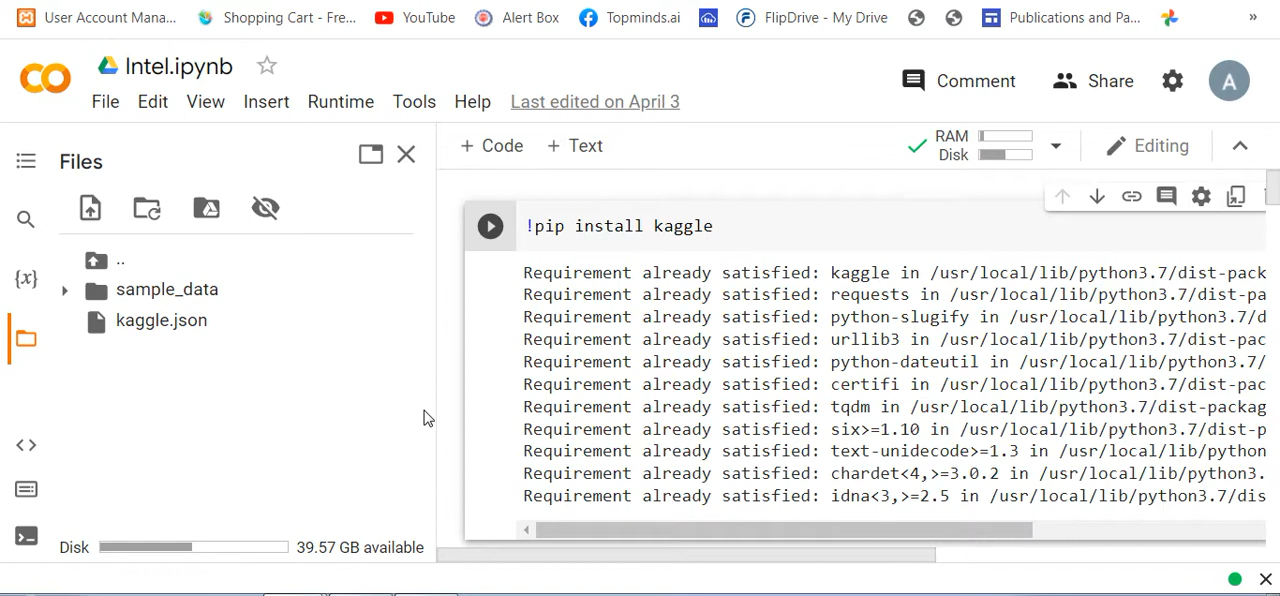 User Account Mana... Shopping Cart - Fre... YouTube Alert Box Topminds.ai FlipDrive - My Drive Publications and Pa... »
Intel.ipynb
Comment Share A
File Edit View Insert Runtime Tools Help Last edited on April 3
Files
+ Code + Text
RAM
Disk
Editing
{x}
!pip install kaggle
..
sample_data
kaggle.json
Requirement already satisfied: kaggle in /usr/local/lib/python3.7/dist-pack
Requirement already satisfied: requests in /usr/local/lib/python3.7/dist-pa
Requirement already satisfied: python-slugify in /usr/local/lib/python3.7/d
Requirement already satisfied: urllib3 in /usr/local/lib/python3.7/dist-pac
Requirement already satisfied: python-dateutil in /usr/local/lib/python3.7/
Requirement already satisfied: certifi in /usr/local/lib/python3.7/dist-pac
Requirement already satisfied: tqdm in /usr/local/lib/python3.7/dist-packag
Requirement already satisfied: six>=1.10 in /usr/local/lib/python3.7/dist-p
Requirement already satisfied: text-unidecode>=1.3 in /usr/local/lib/python
Requirement already satisfied: chardet<4,>=3.0.2 in /usr/local/lib/python3.
Requirement already satisfied: idna<3,>=2.5 in /usr/local/lib/python3.7/dis
Disk 39.57 GB available